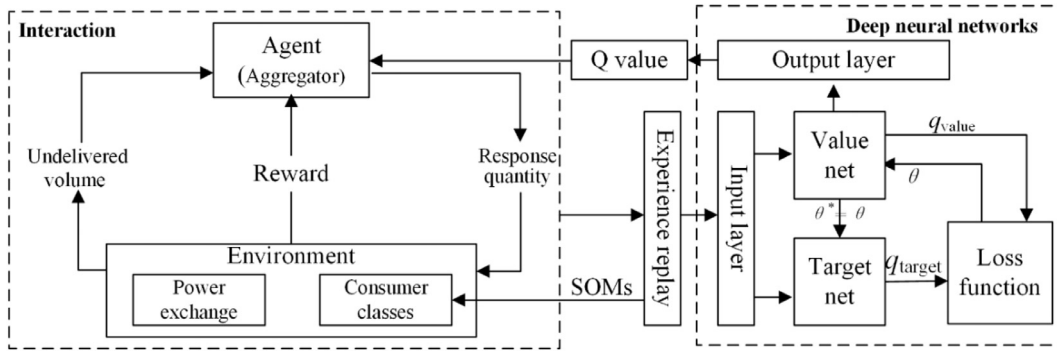 Interaction
Agent
(Aggregator)
Undelivered
volume
Reward
Response
quantity
Environment
Power
exchange
Consumer
classes
SOMs
Q value
Experience replay
Deep neural networks
Output layer
Input layer
Value
net
q_value
θ
θ* = θ
Target
net
q_target
Loss
function